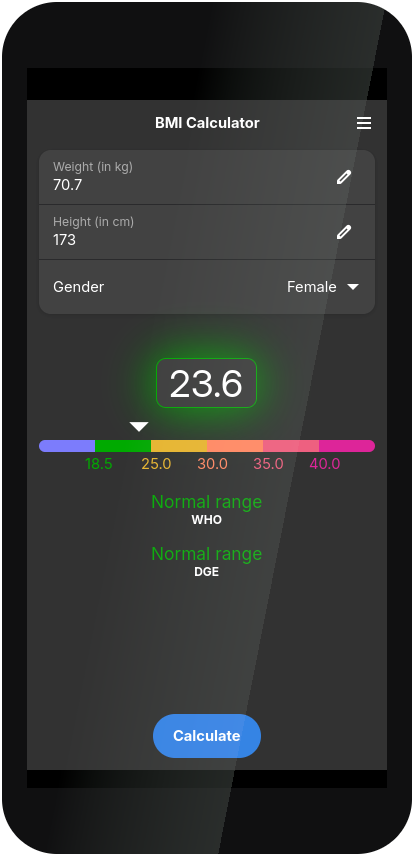 BMI Calculator
Weight (in kg)
70.7
Height (in cm)
173
Gender Female
23.6
18.5 25.0 30.0 35.0 40.0
Normal range
WHO
Normal range
DGE
Calculate